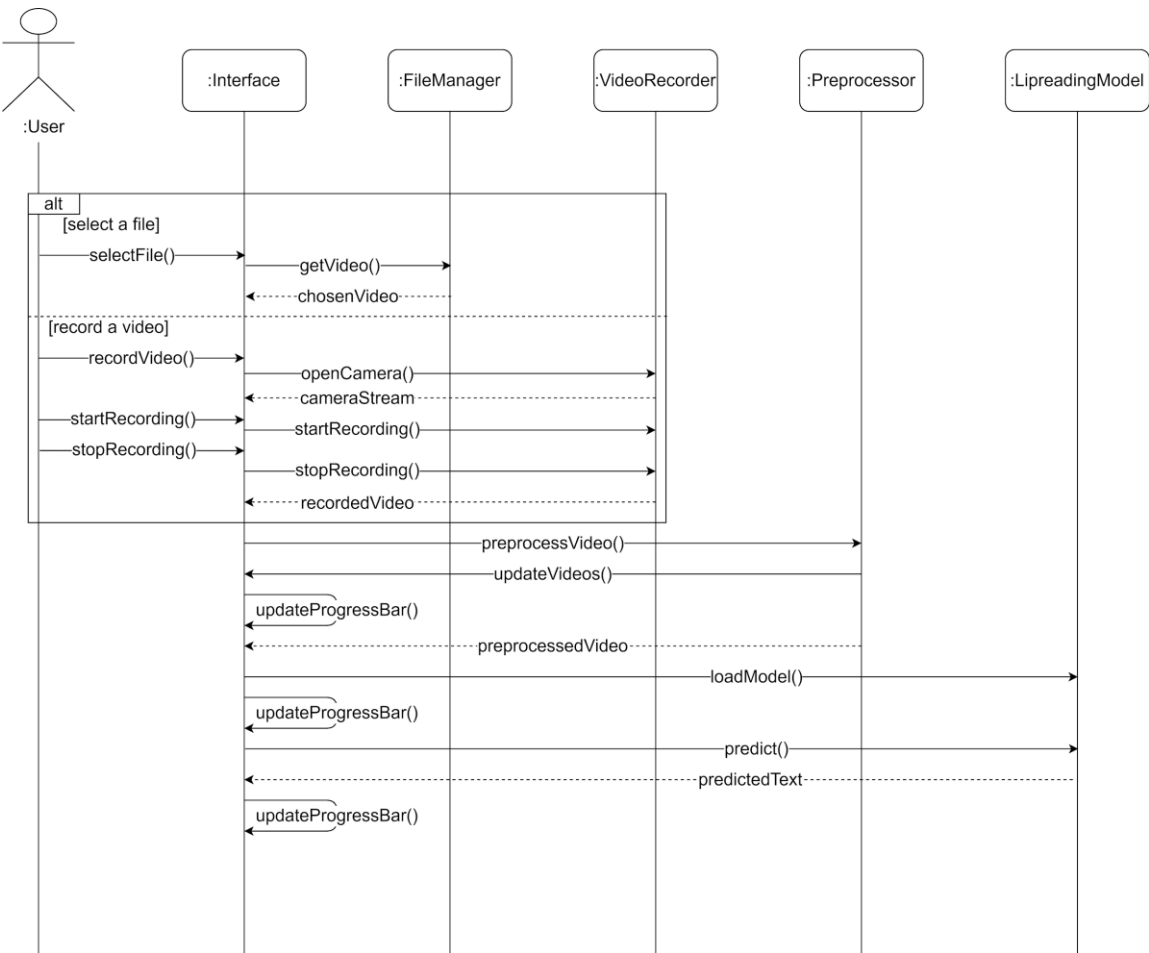 :Interface
:FileManager
:VideoRecorder
:Preprocessor
:LipreadingModel
:User
alt
[select a file]
selectFile()
getVideo()
chosenVideo
[record a video]
recordVideo()
openCamera()
cameraStream
startRecording()
startRecording()
stopRecording()
stopRecording()
recordedVideo
preprocessVideo()
updateVideos()
updateProgressBar()
preprocessedVideo
loadModel()
updateProgressBar()
predict()
predictedText
updateProgressBar()